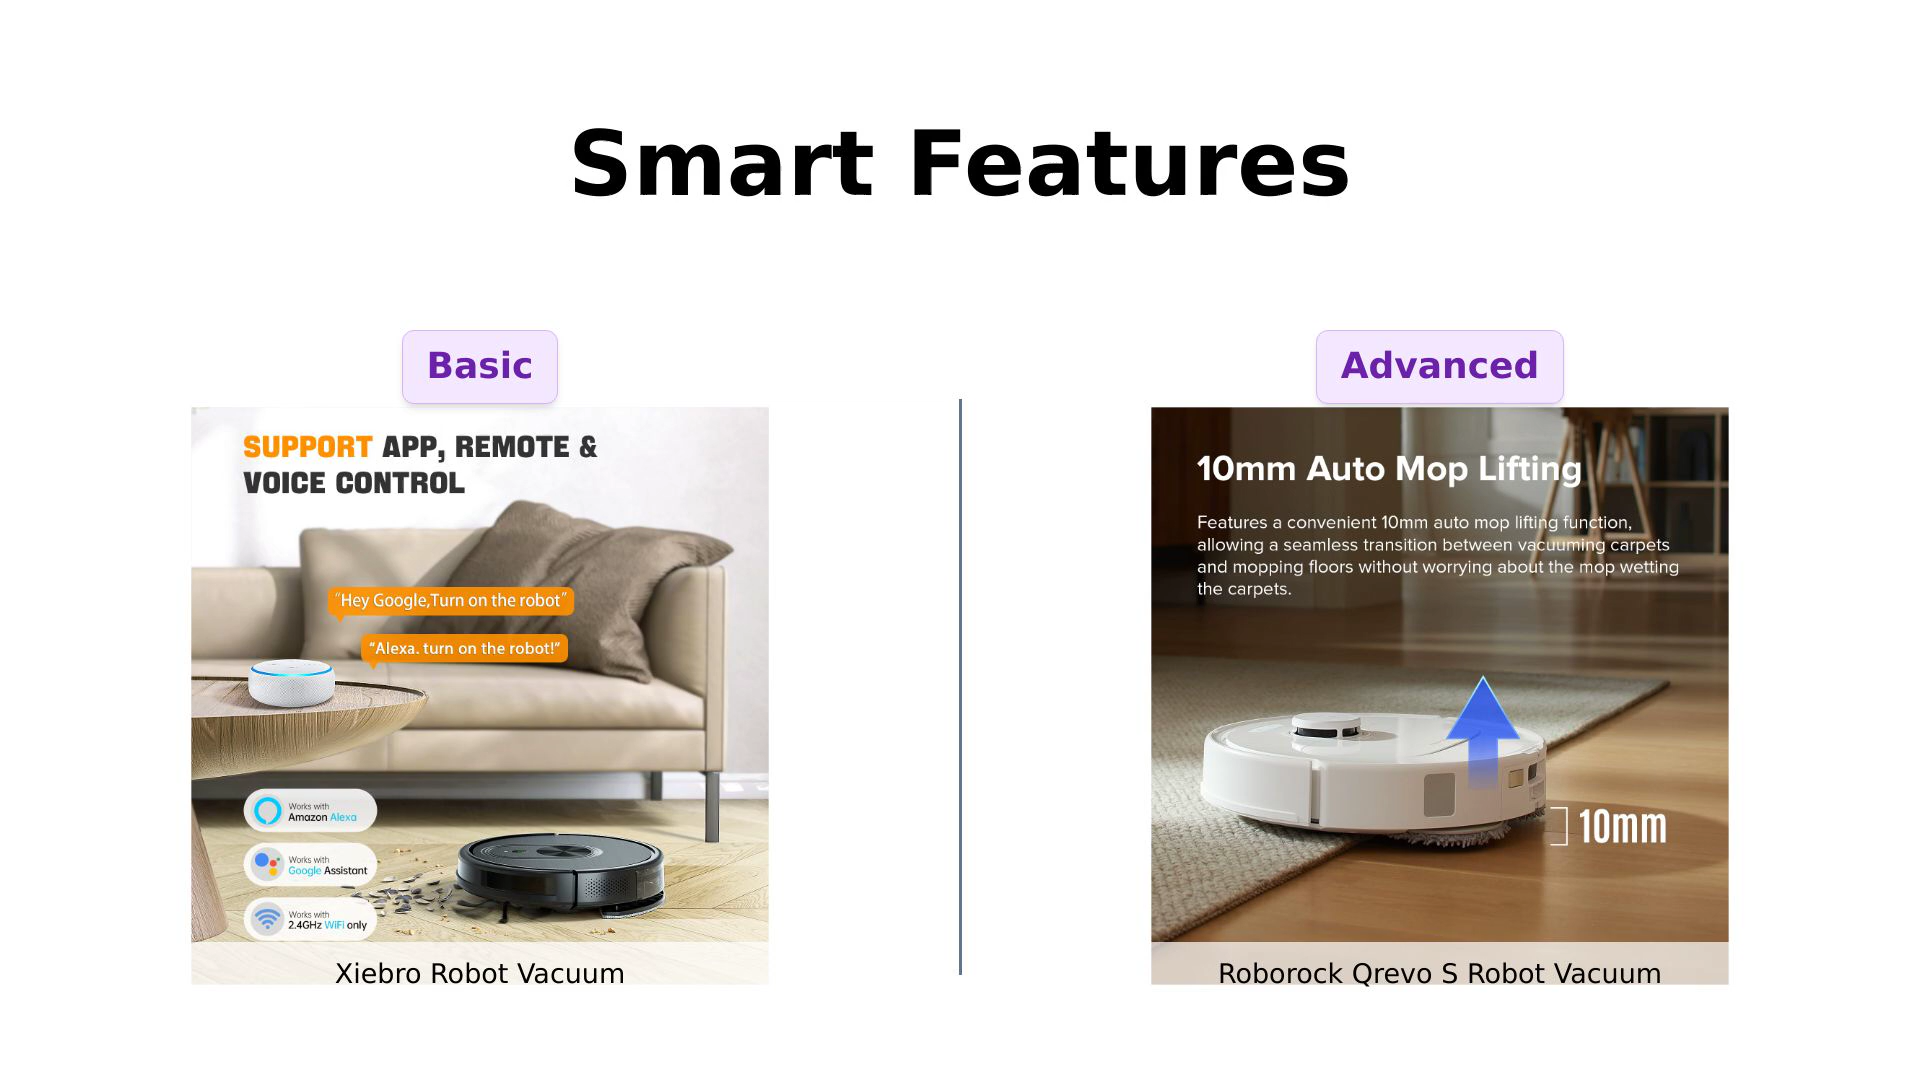 Smart Features
Basic
SUPPORT APP, REMOTE &
VOICE CONTROL
"Hey Google,Turn on the robot"
"Alexa. turn on the robot!"
Works with
Amazon Alexa
Works with
Google Assistant
Works with
2.4GHz WiFi only
Xiebro Robot Vacuum
Advanced
10mm Auto Mop Lifting
Features a convenient 10mm auto mop lifting function,
allowing a seamless transition between vacuuming carpets
and mopping floors without worrying about the mop wetting
the carpets.
10mm
Roborock Qrevo S Robot Vacuum